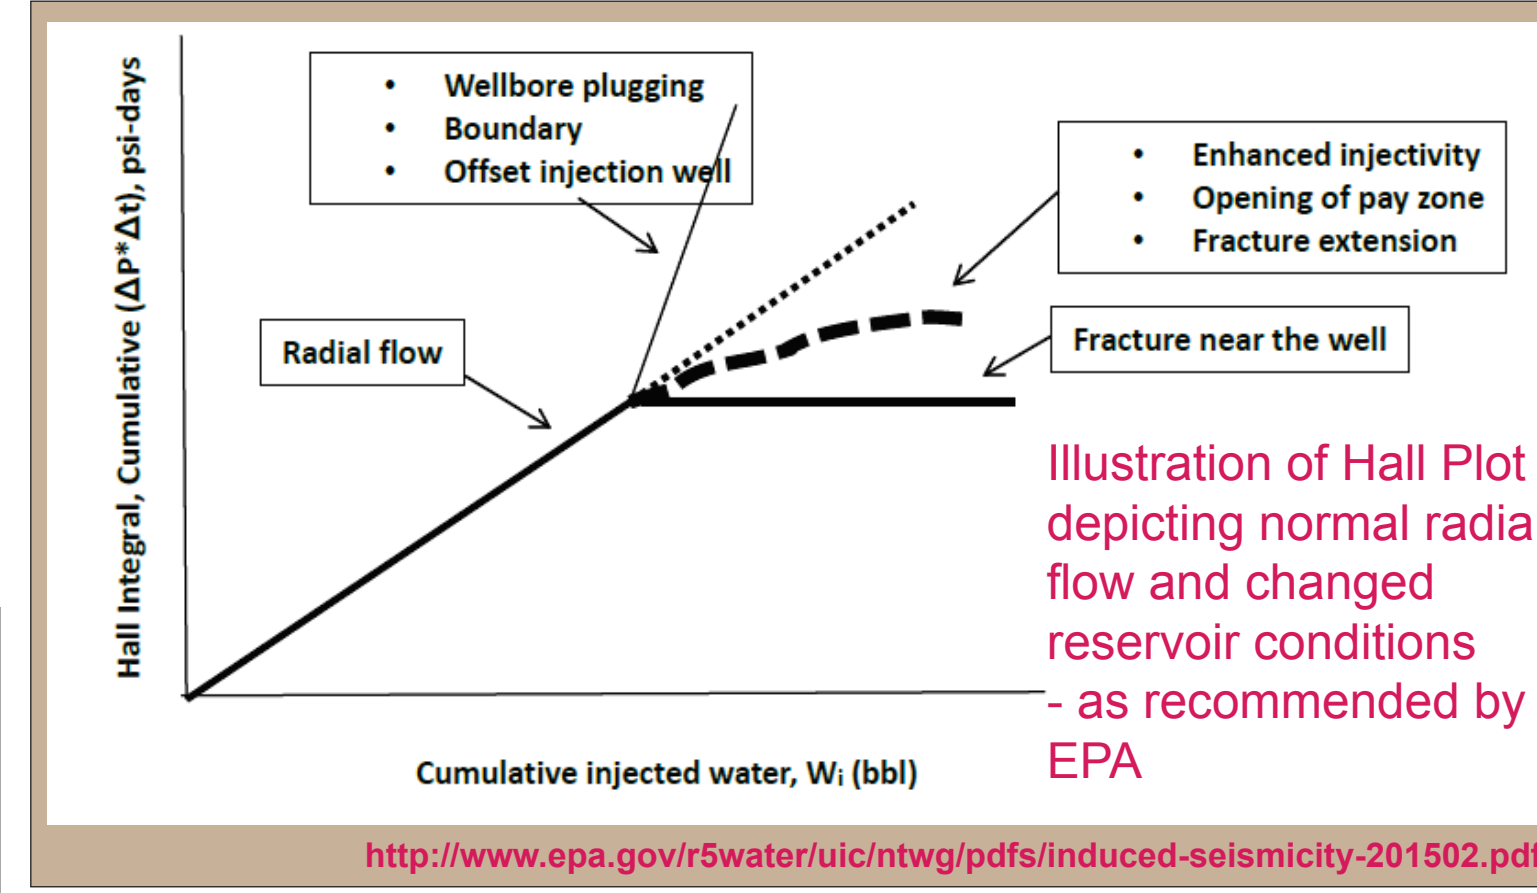 Hall Integral, Cumulative (ΔP*Δt), psi-days
• Wellbore plugging
• Boundary
• Offset injection well
• Enhanced injectivity
• Opening of pay zone
• Fracture extension
Radial flow
Fracture near the well
Illustration of Hall Plot
depicting normal radia
flow and changed
reservoir conditions
- as recommended by
EPA
Cumulative injected water, Wi (bbl)
http://www.epa.gov/r5water/uic/ntwg/pdfs/induced-seismicity-201502.pdf